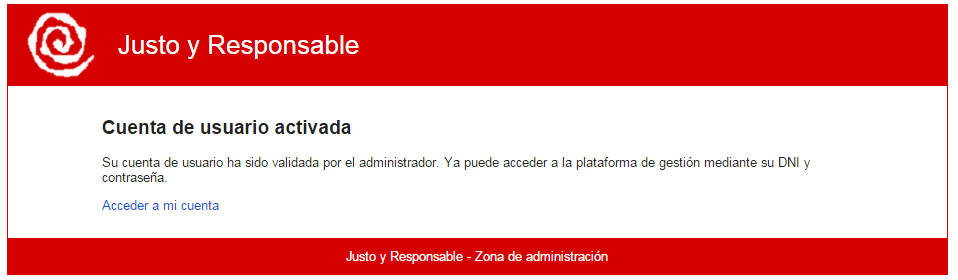 Justo y Responsable
Cuenta de usuario activada
Su cuenta de usuario ha sido validada por el administrador. Ya puede acceder a la plataforma de gestión mediante su DNI y
contraseña.
Acceder a mi cuenta
Justo y Responsable - Zona de administración